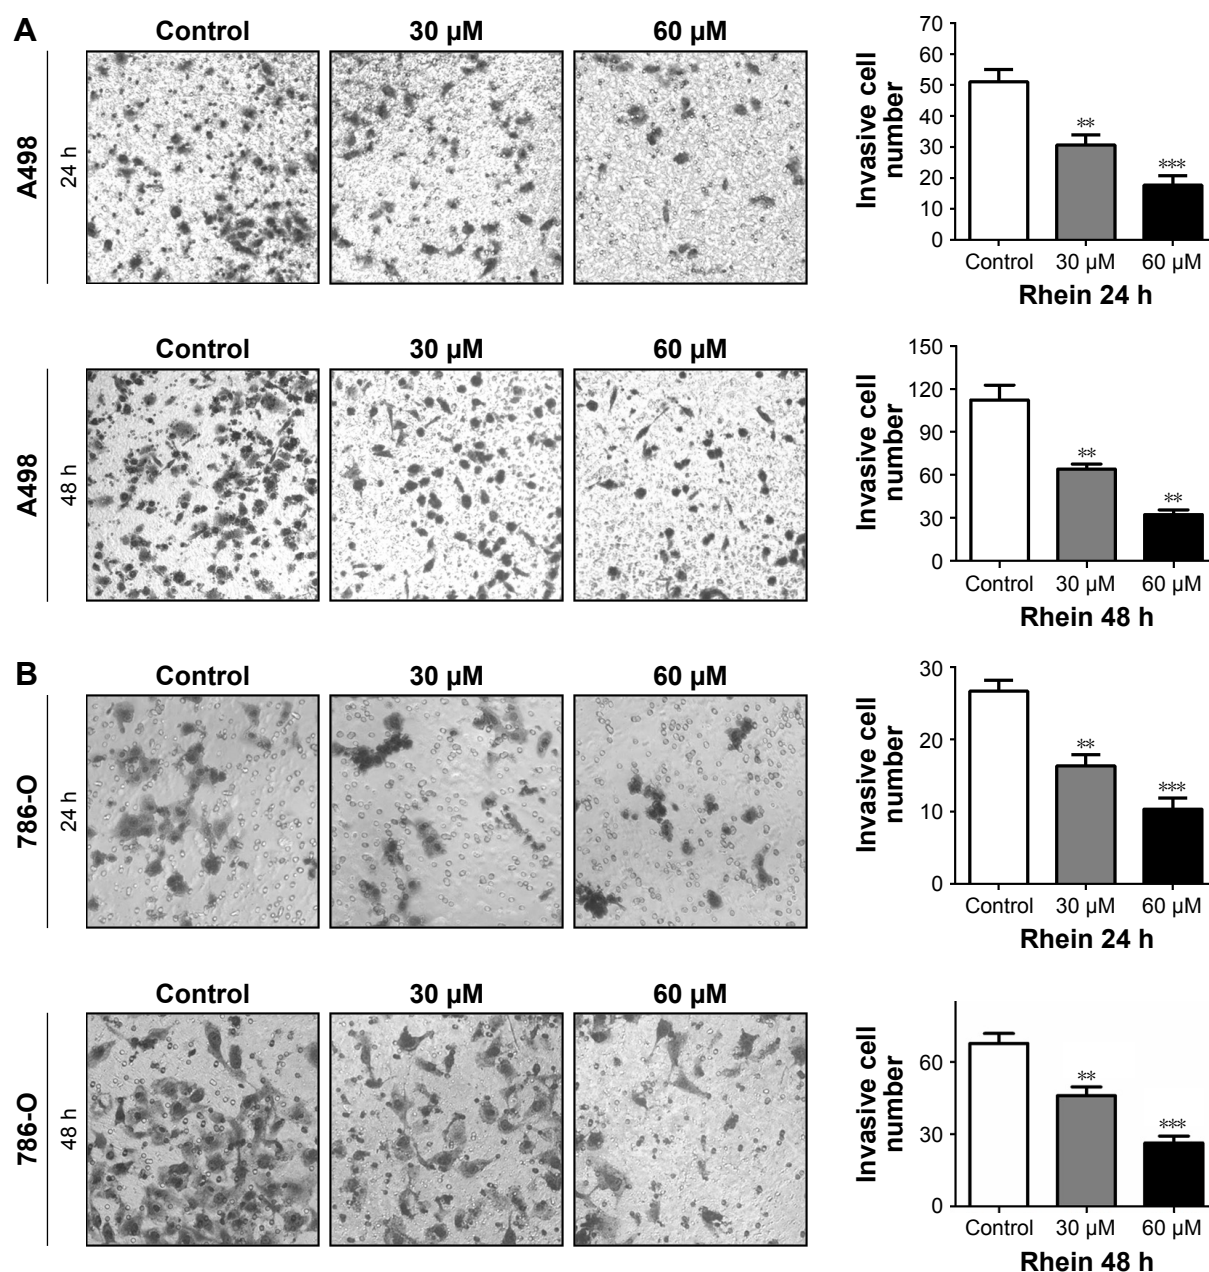 A
Control 30 µM 60 µM
A498
24 h
Invasive cell
number
70
60
50
40
30
20
10
0
**
***
Control 30 µM 60 µM
Rhein 24 h
Control 30 µM 60 µM
A498
48 h
Invasive cell
number
150
120
90
60
30
0
**
**
Control 30 µM 60 µM
Rhein 48 h
B
Control 30 µM 60 µM
786-O
24 h
Invasive cell
number
30
20
10
0
**
***
Control 30 µM 60 µM
Rhein 24 h
Control 30 µM 60 µM
786-O
48 h
Invasive cell
number
60
30
0
**
***
Control 30 µM 60 µM
Rhein 48 h